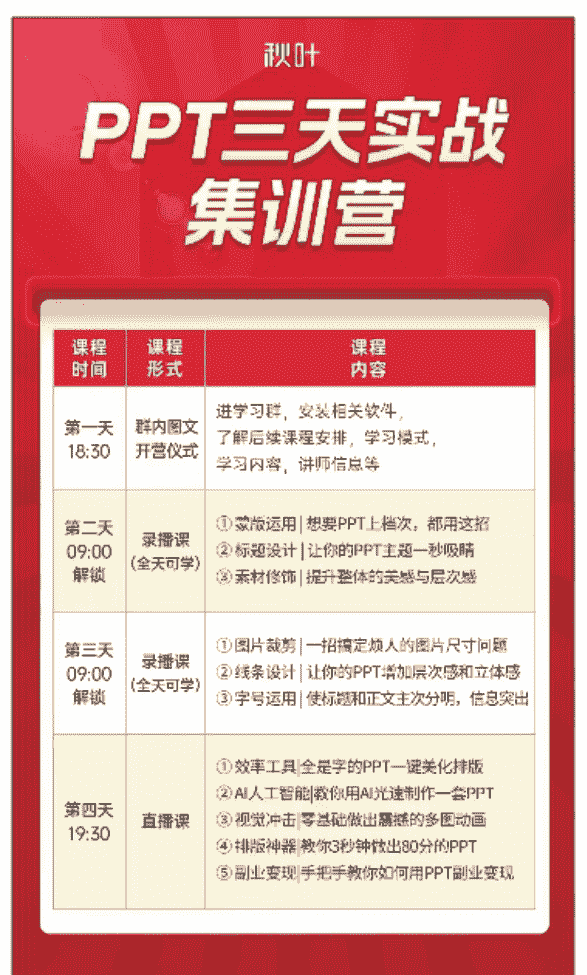 秋叶
PPT三天实战
集训营
课程
时间
课程
形式
课程
内容
第一天
18:30
群内图文
开营仪式
进学习群，安装相关软件，
了解后续课程安排，学习模式，
学习内容，讲师信息等
第二天
09:00
解锁
录播课
(全天可学)
①蒙版运用|想要PPT上档次，都用这招
②标题设计|让你的PPT主题一秒吸睛
③素材修饰|提升整体的美感与层次感
第三天
09:00
解锁
录播课
(全天可学)
①图片裁剪|一招搞定烦人的图片尺寸问题
②线条设计|让你的PPT增加层次感和立体感
③字号运用|使标题和正文主次分明，信息突出
第四天
19:30
直播课
①效率工具|全是字的PPT一键美化排版
②AI人工智能|教你用AI光速制作一套PPT
③视觉冲击|零基础做出震撼的多图动画
④排版神器|教你3秒钟做出80分的PPT
⑤副业变现|手把手教你如何用PPT副业变现